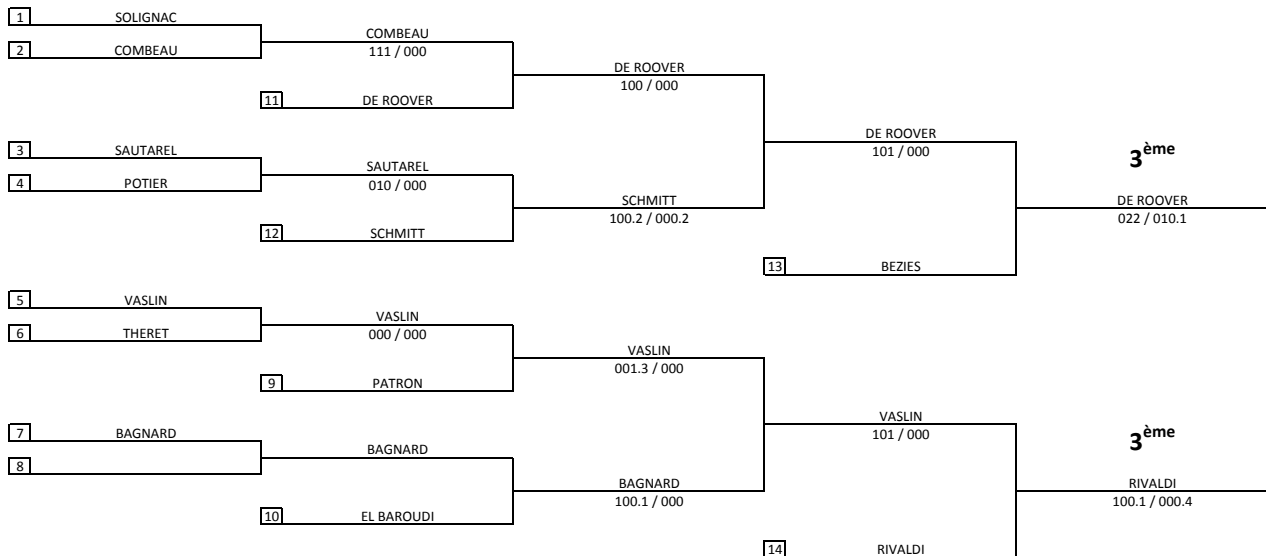 1 SOLIGNAC
COMBEAU
2 COMBEAU
111 / 000
DE ROOVER
100 / 000
11 DE ROOVER
DE ROOVER
101 / 000
3 SAUTAREL
3ème
SAUTAREL
4 POTIER
010 / 000
SCHMITT
DE ROOVER
100.2 / 000.2
022 / 010.1
12 SCHMITT
13 BEZIES
5 VASLIN
VASLIN
6 THERET
000 / 000
VASLIN
001.3 / 000
9 PATRON
VASLIN
101 / 000
7 BAGNARD
3ème
BAGNARD
8
BAGNARD
RIVALDI
100.1 / 000
100.1 / 000.4
10 EL BAROUDI
14 RIVALDI